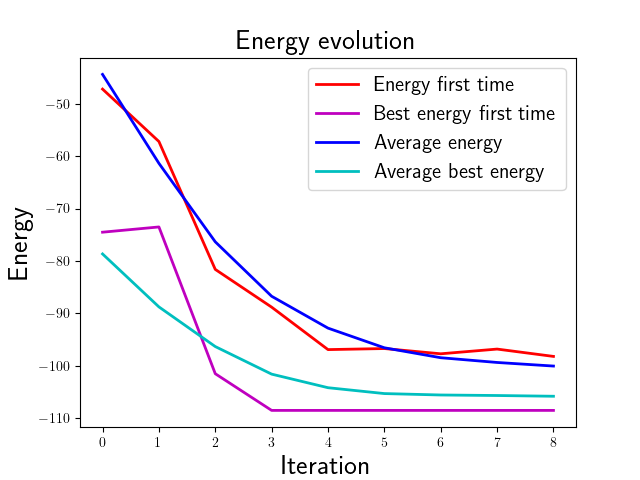 Energy evolution
Energy first time
Best energy first time
Average energy
Average best energy
Energy
−50
−60
−70
−80
−90
−100
−110
0 1 2 3 4 5 6 7 8
Iteration